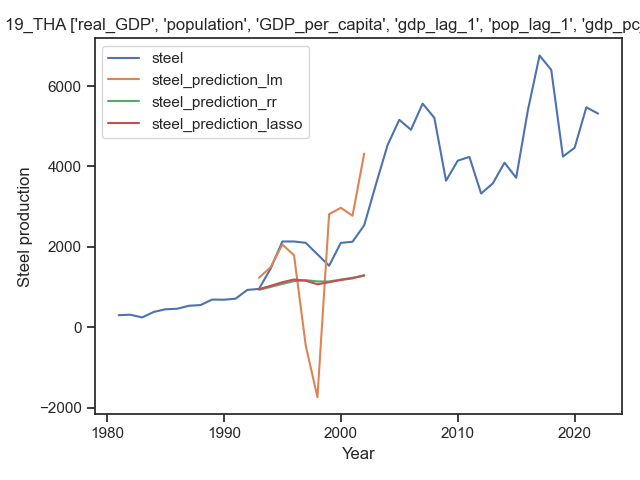 19_THA ['real_GDP', 'population', 'GDP_per_capita', 'gdp_lag_1', 'pop_lag_1', 'gdp_pc_
steel
steel_prediction_lm
steel_prediction_rr
steel_prediction_lasso
6000
4000
2000
0
−2000
Steel production
1980
1990
2000
2010
2020
Year